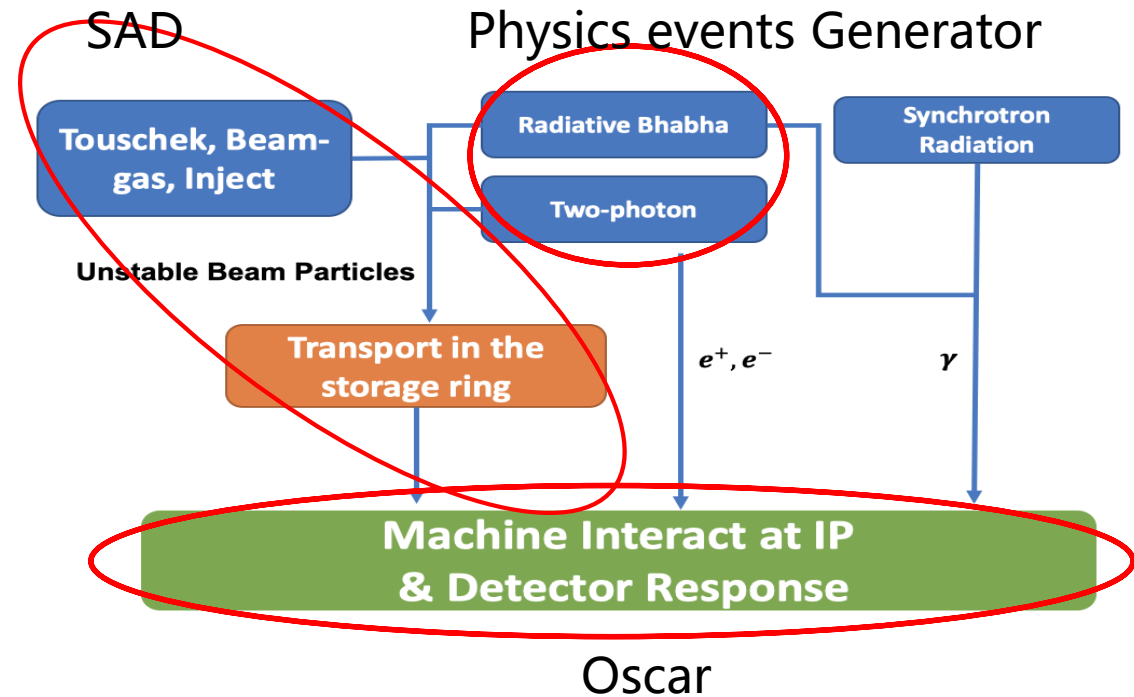 SAD
Physics events Generator
Touschek, Beam-
gas, Inject
Radiative Bhabha
Synchrotron
Radiation
Two-photon
Unstable Beam Particles
Transport in the
storage ring
e⁺, e⁻
γ
Machine Interact at IP
& Detector Response
Oscar